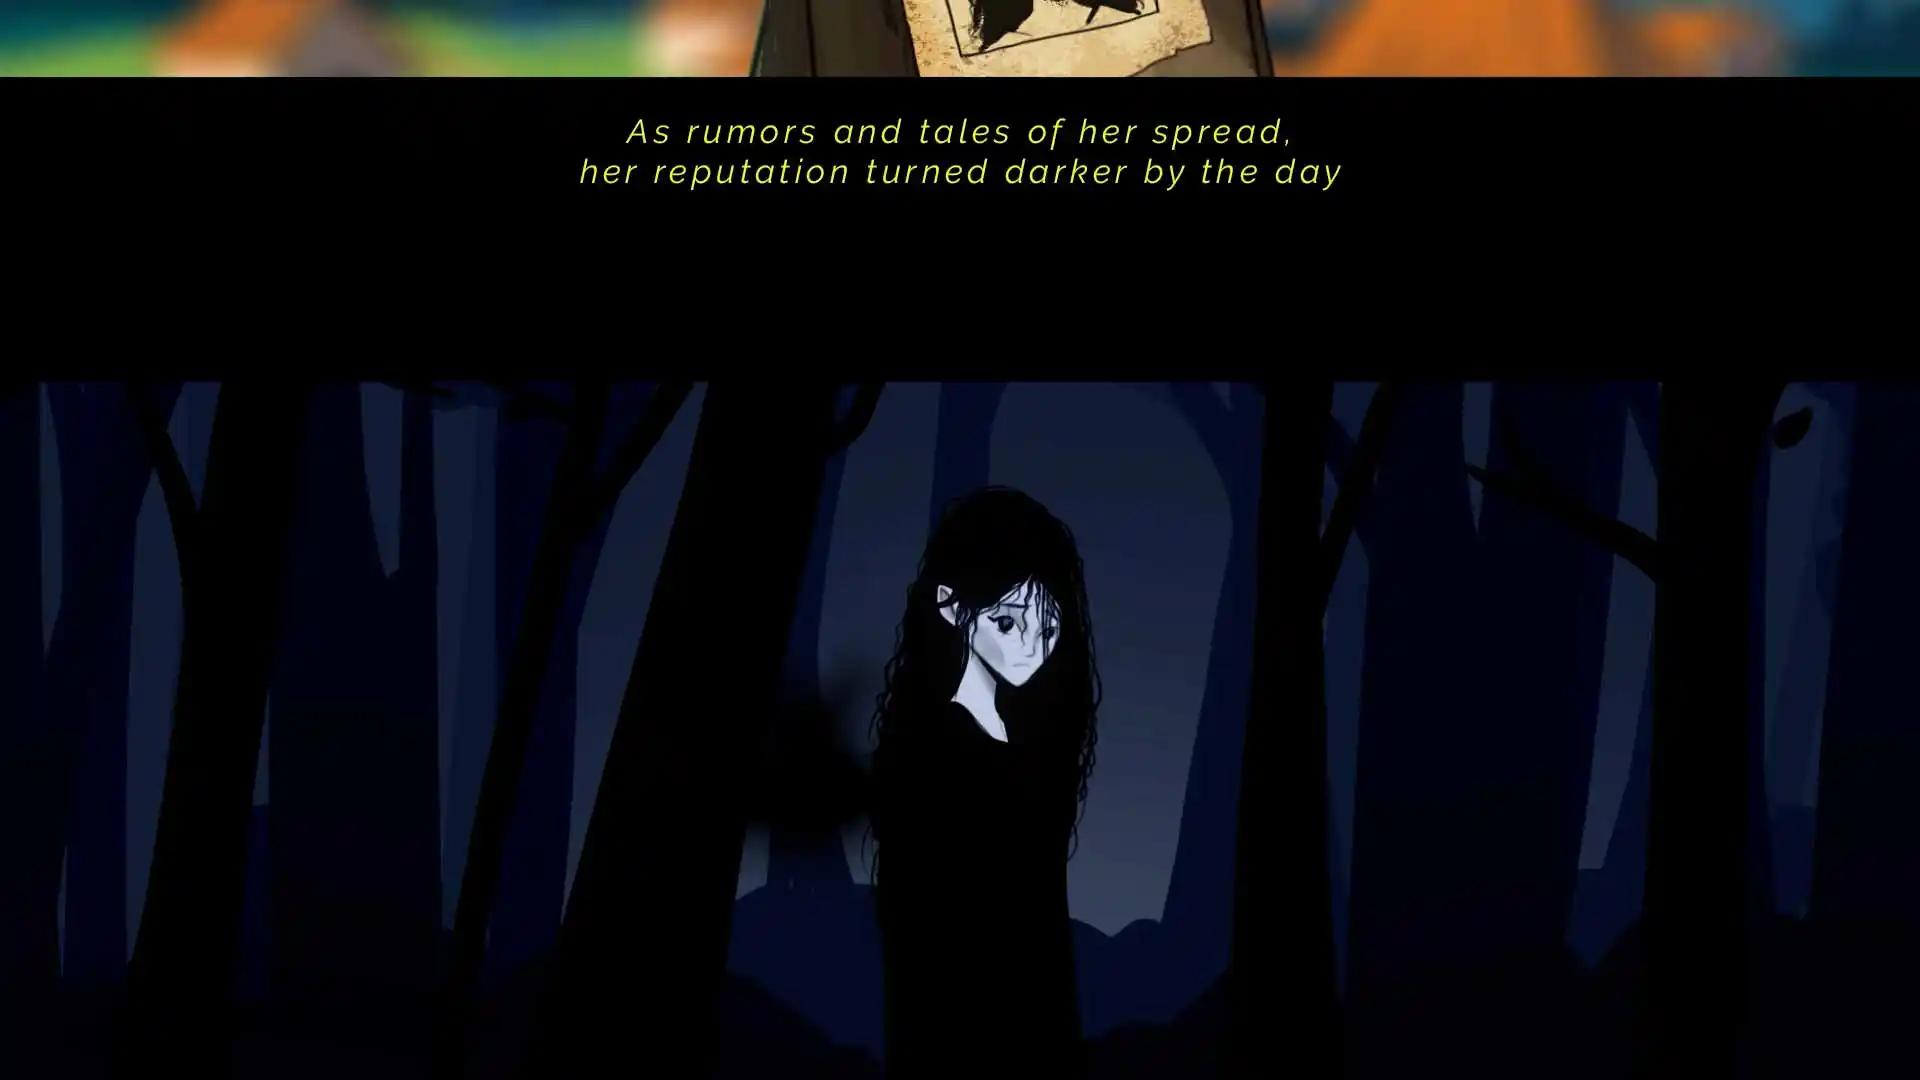 As rumors and tales of her spread,
her reputation turned darker by the day